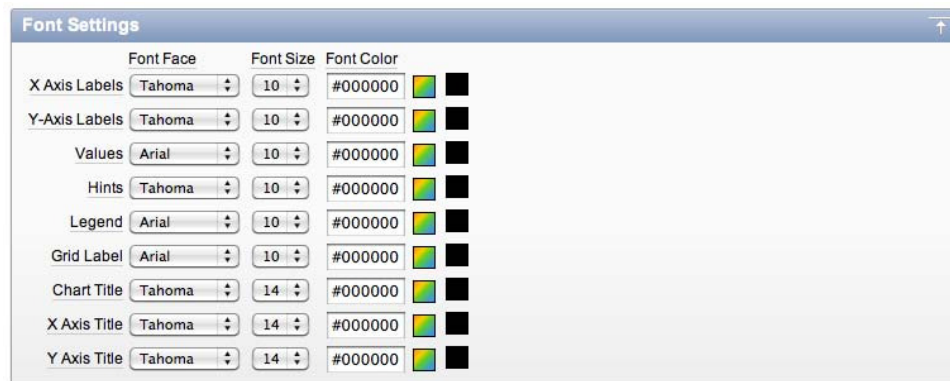 Font Settings
Font Face Font Size Font Color
X Axis Labels Tahoma 10 #000000
Y-Axis Labels Tahoma 10 #000000
Values Arial 10 #000000
Hints Tahoma 10 #000000
Legend Arial 10 #000000
Grid Label Arial 10 #000000
Chart Title Tahoma 14 #000000
X Axis Title Tahoma 14 #000000
Y Axis Title Tahoma 14 #000000